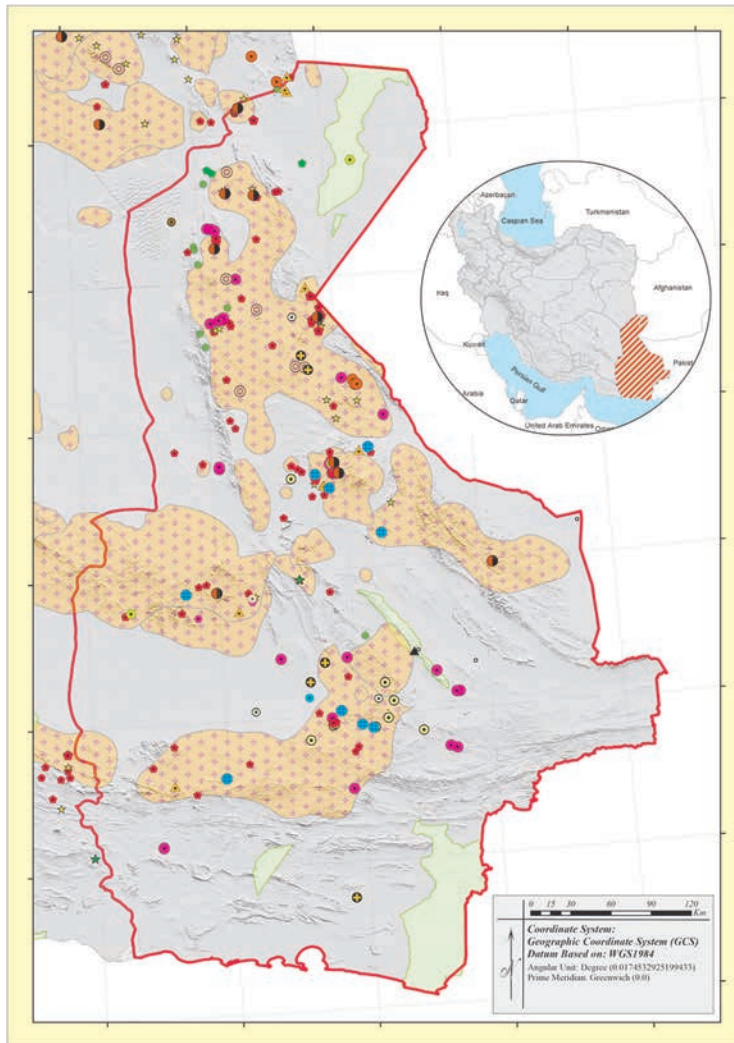 Azerbaijan
Caspian Sea
Turkmenistan
Iraq
Afghanistan
Kuwait
Pakist
Persian Gulf
Arabia
Qatar
United Arab Emirates
0 15 30 60 90 120
Km
Coordinate System:
Geographic Coordinate System (GCS)
Datum Based on: WGS1984
Angular Unit: Degree (0.0174532925199433)
Prime Meridian: Greenwich (0.0)